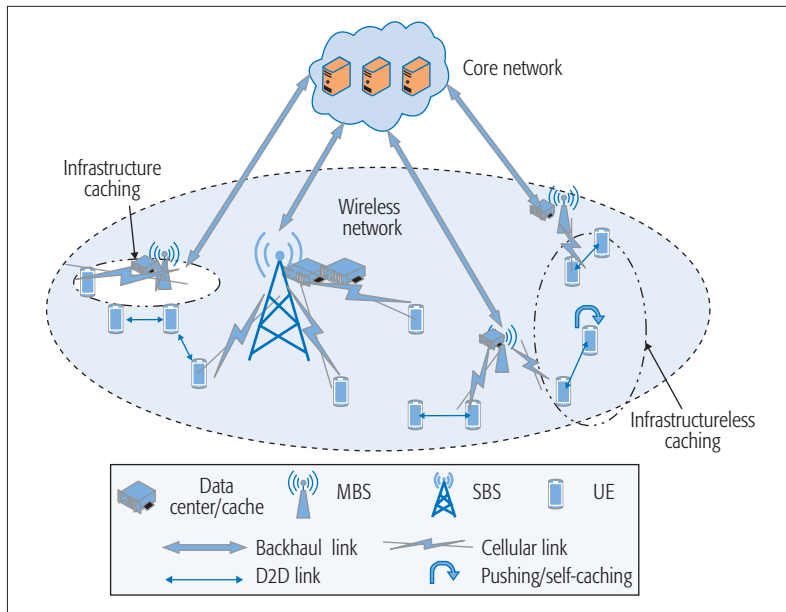 Core network
Infrastructure
caching
Wireless
network
Infrastructureless
caching
Data
center/cache
MBS
SBS
UE
Backhaul link
Cellular link
D2D link
Pushing/self-caching